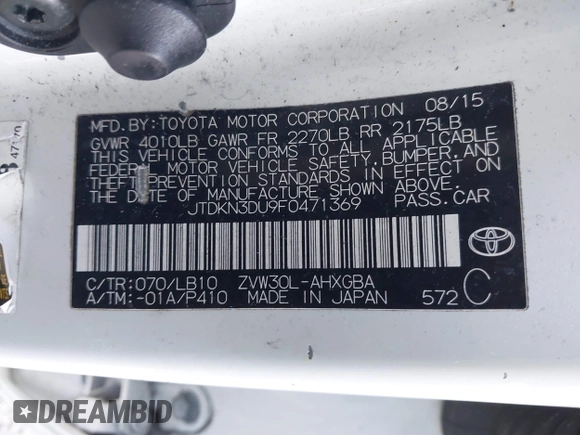 MFD. BY: TOYOTA MOTOR CORPORATION 08/15
GVWR 4010LB GAWR FR 2270LB RR 2175LB
THIS VEHICLE CONFORMS TO ALL APPLICABLE
FEDERAL MOTOR VEHICLE SAFETY, BUMPER, AND
THEFT PREVENTION STANDARDS IN EFFECT ON
THE DATE OF MANUFACTURE SHOWN ABOVE.
JTDKN3DU9F0471369 PASS. CAR
C/TR: 070/LB10 ZVW30L-AHXGBA
A/TM: -01A/P410 MADE IN JAPAN 572 C
TOYOTA
DREAMBID